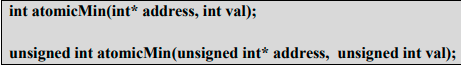 int atomicMin(int* address, int val);
unsigned int atomicMin(unsigned int* address, unsigned int val);